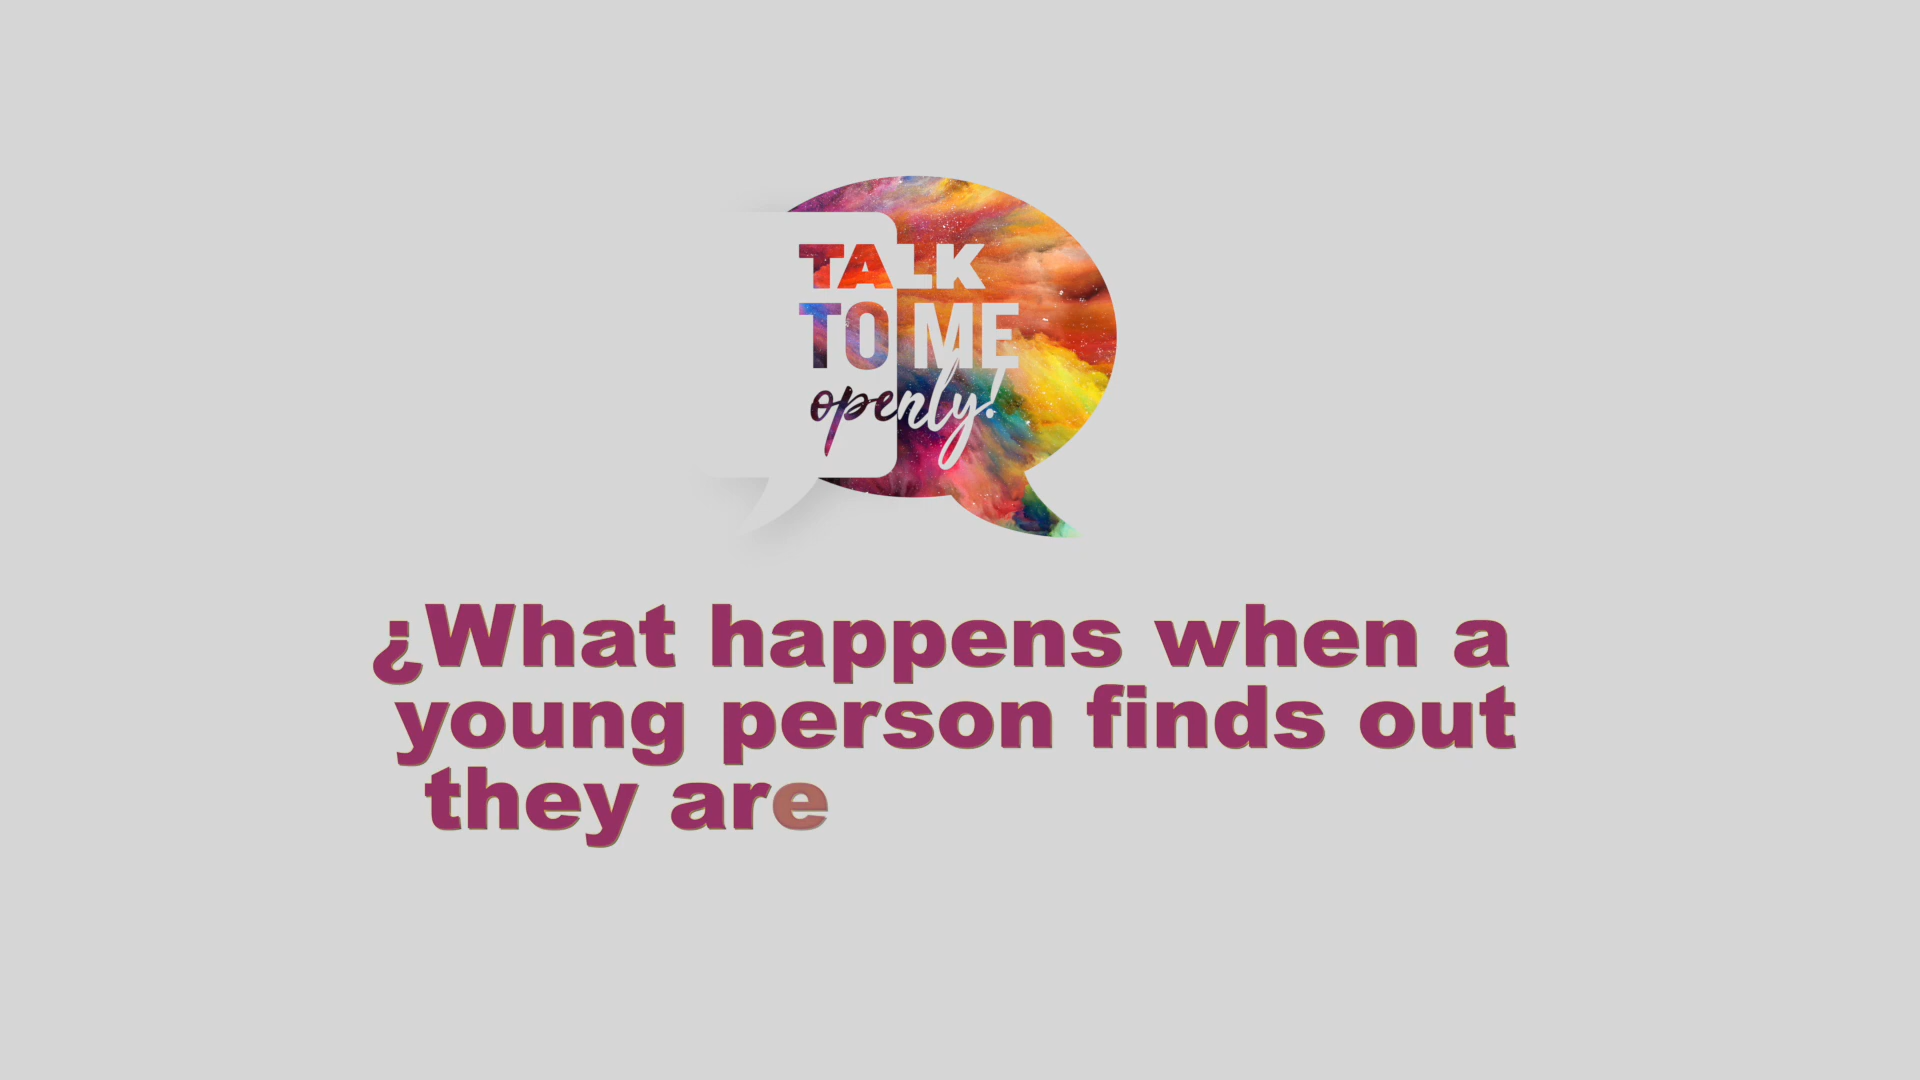 TALK
TO ME
openly!
¿What happens when a
young person finds out
they are